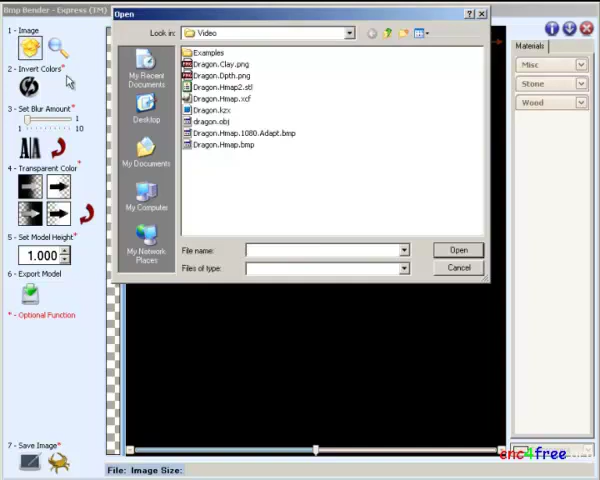 Bmp-Bender - Express (TM)
Open
Look in:
Video
1 - Image
2 - Invert Colors*
3 - Set Blur Amount*
1
1
10
4 - Transparent Color*
5 - Set Model Height*
1.000
6 - Export Model
* - Optional Function
7 - Save Image*
My Recent
Documents
Desktop
My Documents
My Computer
My Network
Places
Examples
Dragon.Clay.png
Dragon.Dpth.png
Dragon.Hmap2.stl
Dragon.Hmap.xcf
Dragon.kzx
dragon.obj
Dragon.Hmap.1080.Adapt.bmp
Dragon.Hmap.bmp
File name:
Open
Files of type:
Cancel
Materials
Misc
Stone
Wood
File: Image Size:
cnc4free